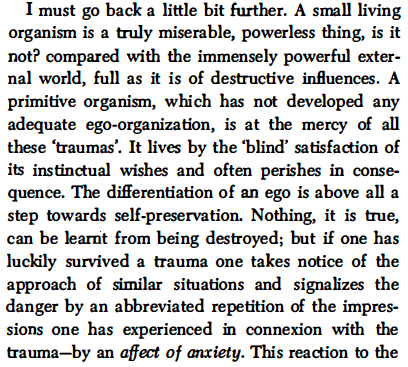 I must go back a little bit further. A small living
organism is a truly miserable, powerless thing, is it
not? compared with the immensely powerful exter-
nal world, full as it is of destructive influences. A
primitive organism, which has not developed any
adequate ego-organization, is at the mercy of all
these ‘traumas’. It lives by the ‘blind’ satisfaction of
its instinctual wishes and often perishes in conse-
quence. The differentiation of an ego is above all a
step towards self-preservation. Nothing, it is true,
can be learnt from being destroyed; but if one has
luckily survived a trauma one takes notice of the
approach of similar situations and signalizes the
danger by an abbreviated repetition of the impres-
sions one has experienced in connexion with the
trauma—by an affect of anxiety. This reaction to the